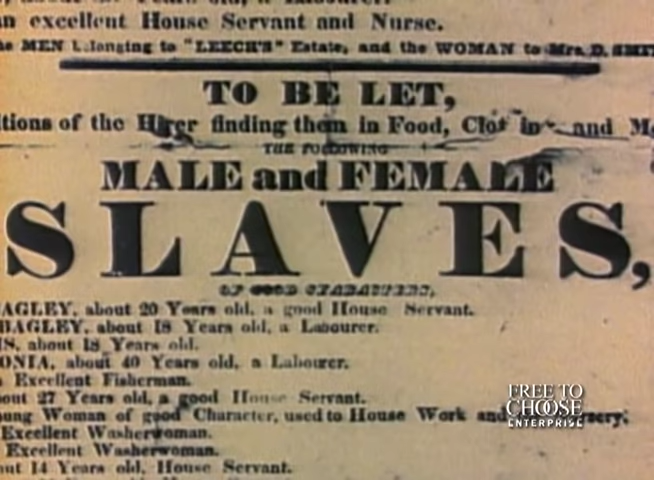 an excellent House Servant and Nurse.
MEN belonging to "LEECH'S" Estate, and the WOMAN to Mrs. D. SMIT
TO BE LET,
of the Hirer finding them in Food, and
THE FOLLOWING
MALE and FEMALE
SLAVES,
OF GOOD CHARACTERS,
AGLEY, about 20 Years old, a good House Servant.
BAGLEY, about 18 Years old, a Labourer.
about 18 Years old.
ONIA, about 40 Years old, a Labourer.
Excellent Fisherman.
27 Years old, a good House Servant.
Woman of good Character, used to House Work and
Excellent Washerwoman.
Excellent Washerwoman.
14 Years old, House Servant.
FREE TO
CHOOSE
ENTERPRISE